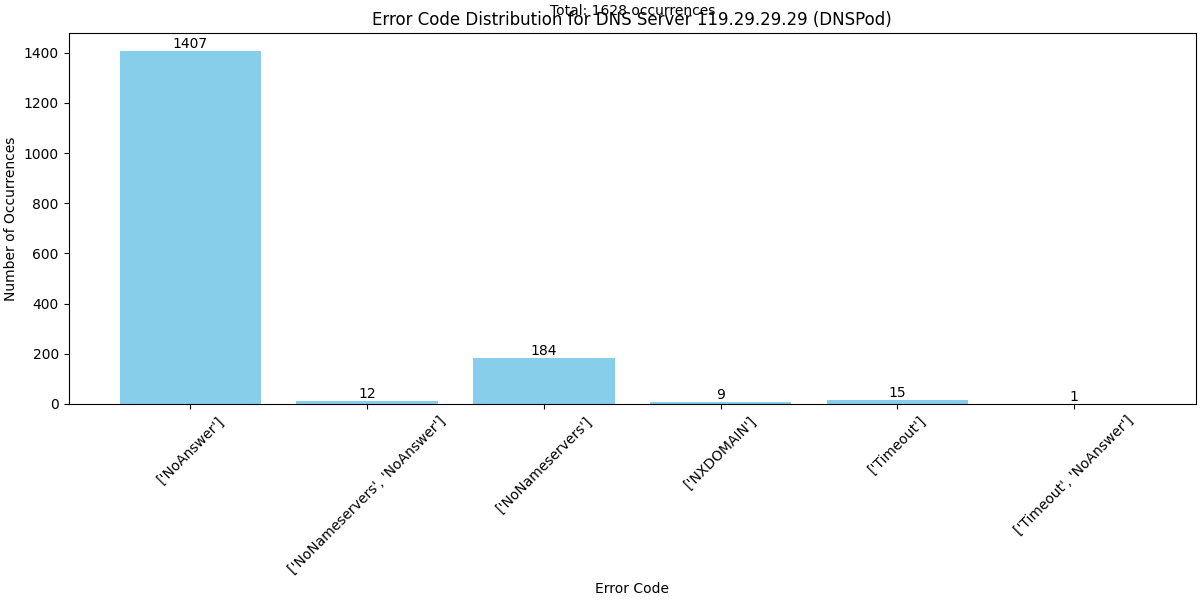 Total: 1628 occurrences
Error Code Distribution for DNS Server 119.29.29.29 (DNSPod)
Number of Occurrences
1400
1200
1000
800
600
400
200
0
1407
12
184
9
15
1
['NoAnswer']
['NoNameservers', 'NoAnswer']
['NoNameservers']
['NXDOMAIN']
['Timeout']
['Timeout', 'NoAnswer']
Error Code